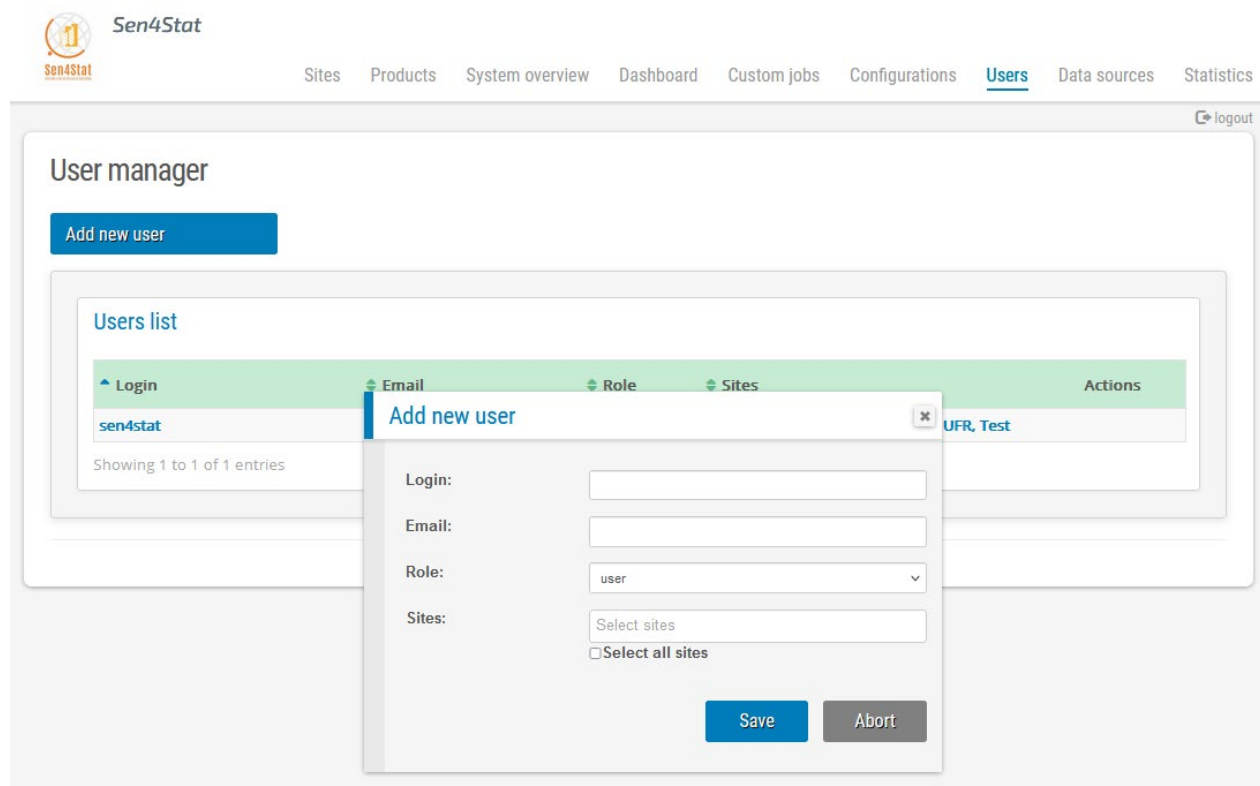 Sen4Stat
Sen4Stat
Sites Products System overview Dashboard Custom jobs Configurations Users Data sources Statistics
logout
User manager
Add new user
Users list
Login Email Role Sites Actions
sen4stat UFR, Test
Showing 1 to 1 of 1 entries
Add new user
Login:
Email:
Role: user
Sites: Select sites
Select all sites
Save Abort